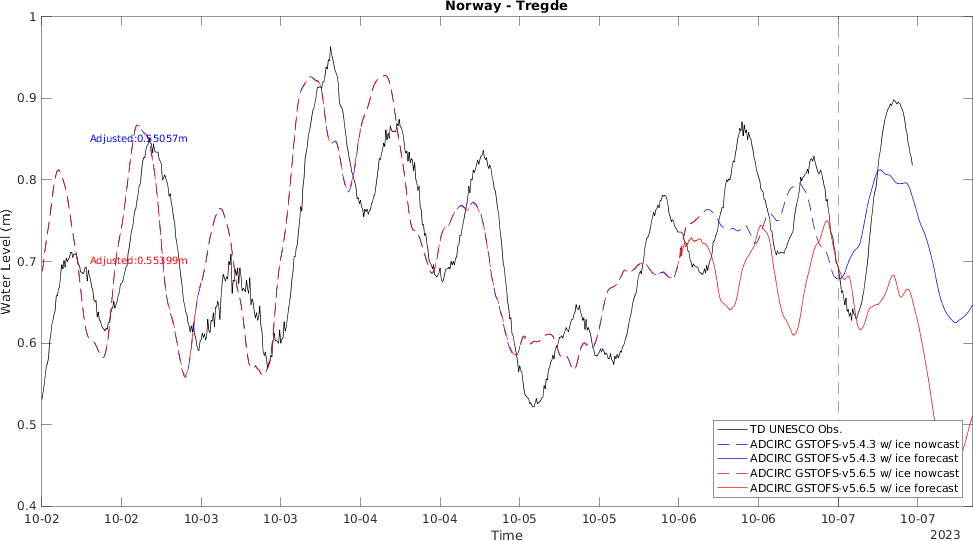 Norway - Tregde
1
0.9
0.8
0.7
0.6
0.5
0.4
Water Level (m)
Adjusted:0.55057m
Adjusted:0.55399m
TD UNESCO Obs.
ADCIRC GSTOFS-v5.4.3 w/ ice nowcast
ADCIRC GSTOFS-v5.4.3 w/ ice forecast
ADCIRC GSTOFS-v5.6.5 w/ ice nowcast
ADCIRC GSTOFS-v5.6.5 w/ ice forecast
10-02 10-02 10-03 10-03 10-04 10-04 10-05 10-05 10-06 10-06 10-07 10-07
Time
2023